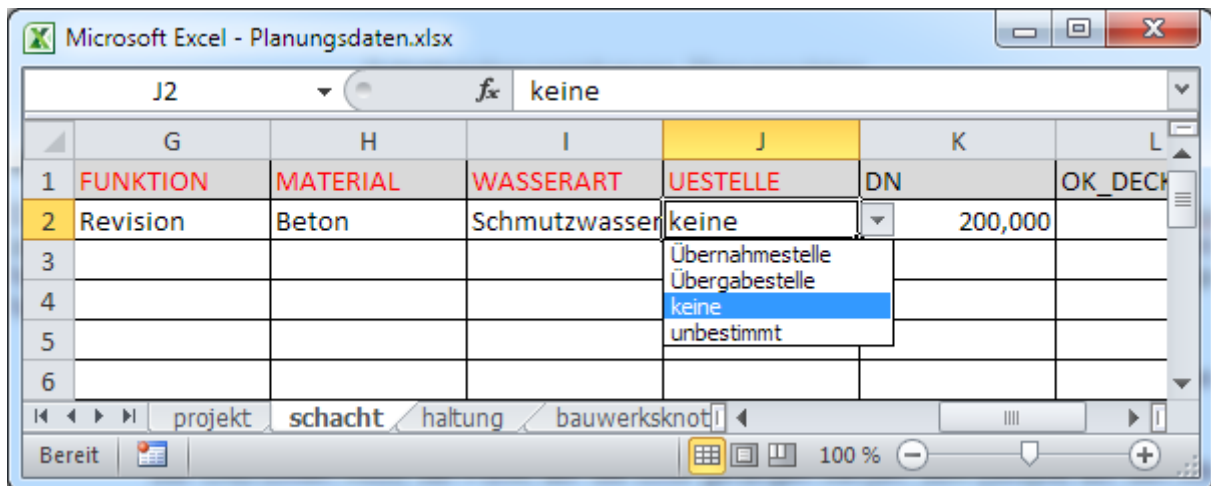 Microsoft Excel - Planungsdaten.xlsx
J2 fx keine
G H I J K L
1 FUNKTION MATERIAL WASSERART UESTELLE DN OK_DECK
2 Revision Beton Schmutzwasser keine 200,000
Übernahmestelle
3
Übergabestelle
4 keine
5 unbestimmt
6
projekt schacht haltung bauwerksknot
Bereit 100 %